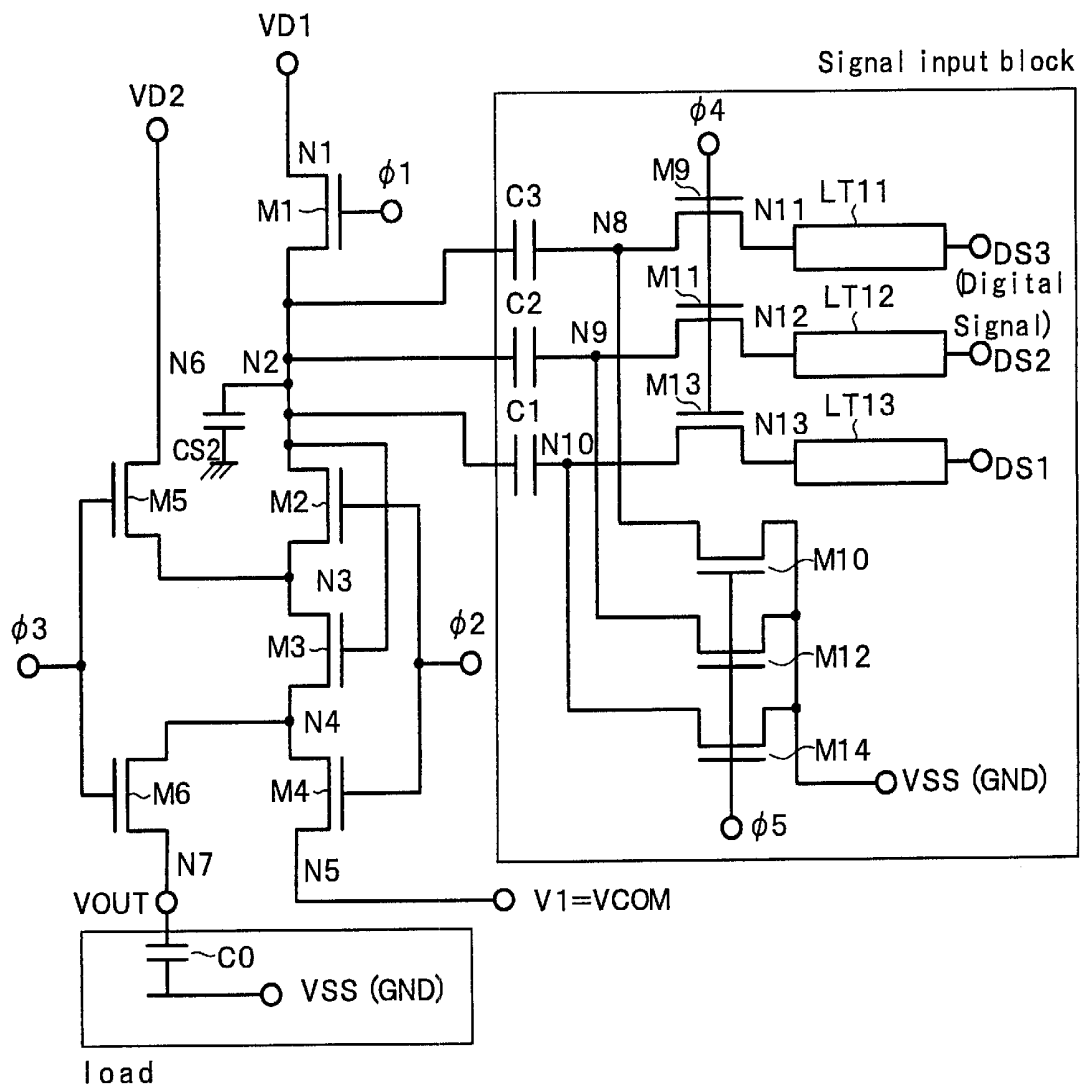 VD1
Signal input block
VD2
ϕ4
N1
ϕ1
M9
LT11
M1
C3
N8
N11
DS3
(Digital
Signal)
M11
LT12
C2
N9
N12
DS2
N6
N2
M13
LT13
C1
N10
N13
DS1
CS2
M5
M2
M10
N3
ϕ3
ϕ2
M3
M12
N4
M14
M6
M4
VSS (GND)
ϕ5
N7
N5
VOUT
V1=VCOM
C0
VSS (GND)
load